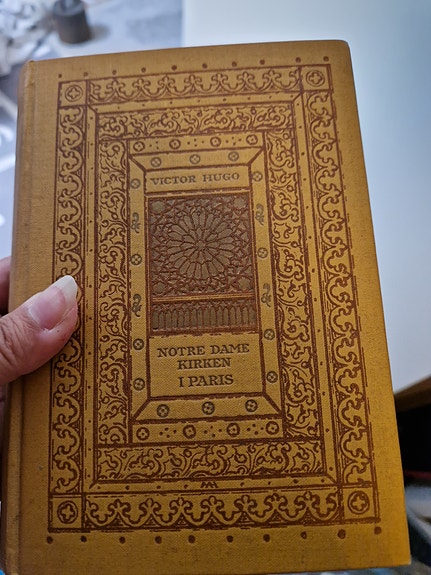 VICTOR HUGO
NOTRE DAME
KIRKEN
I PARIS